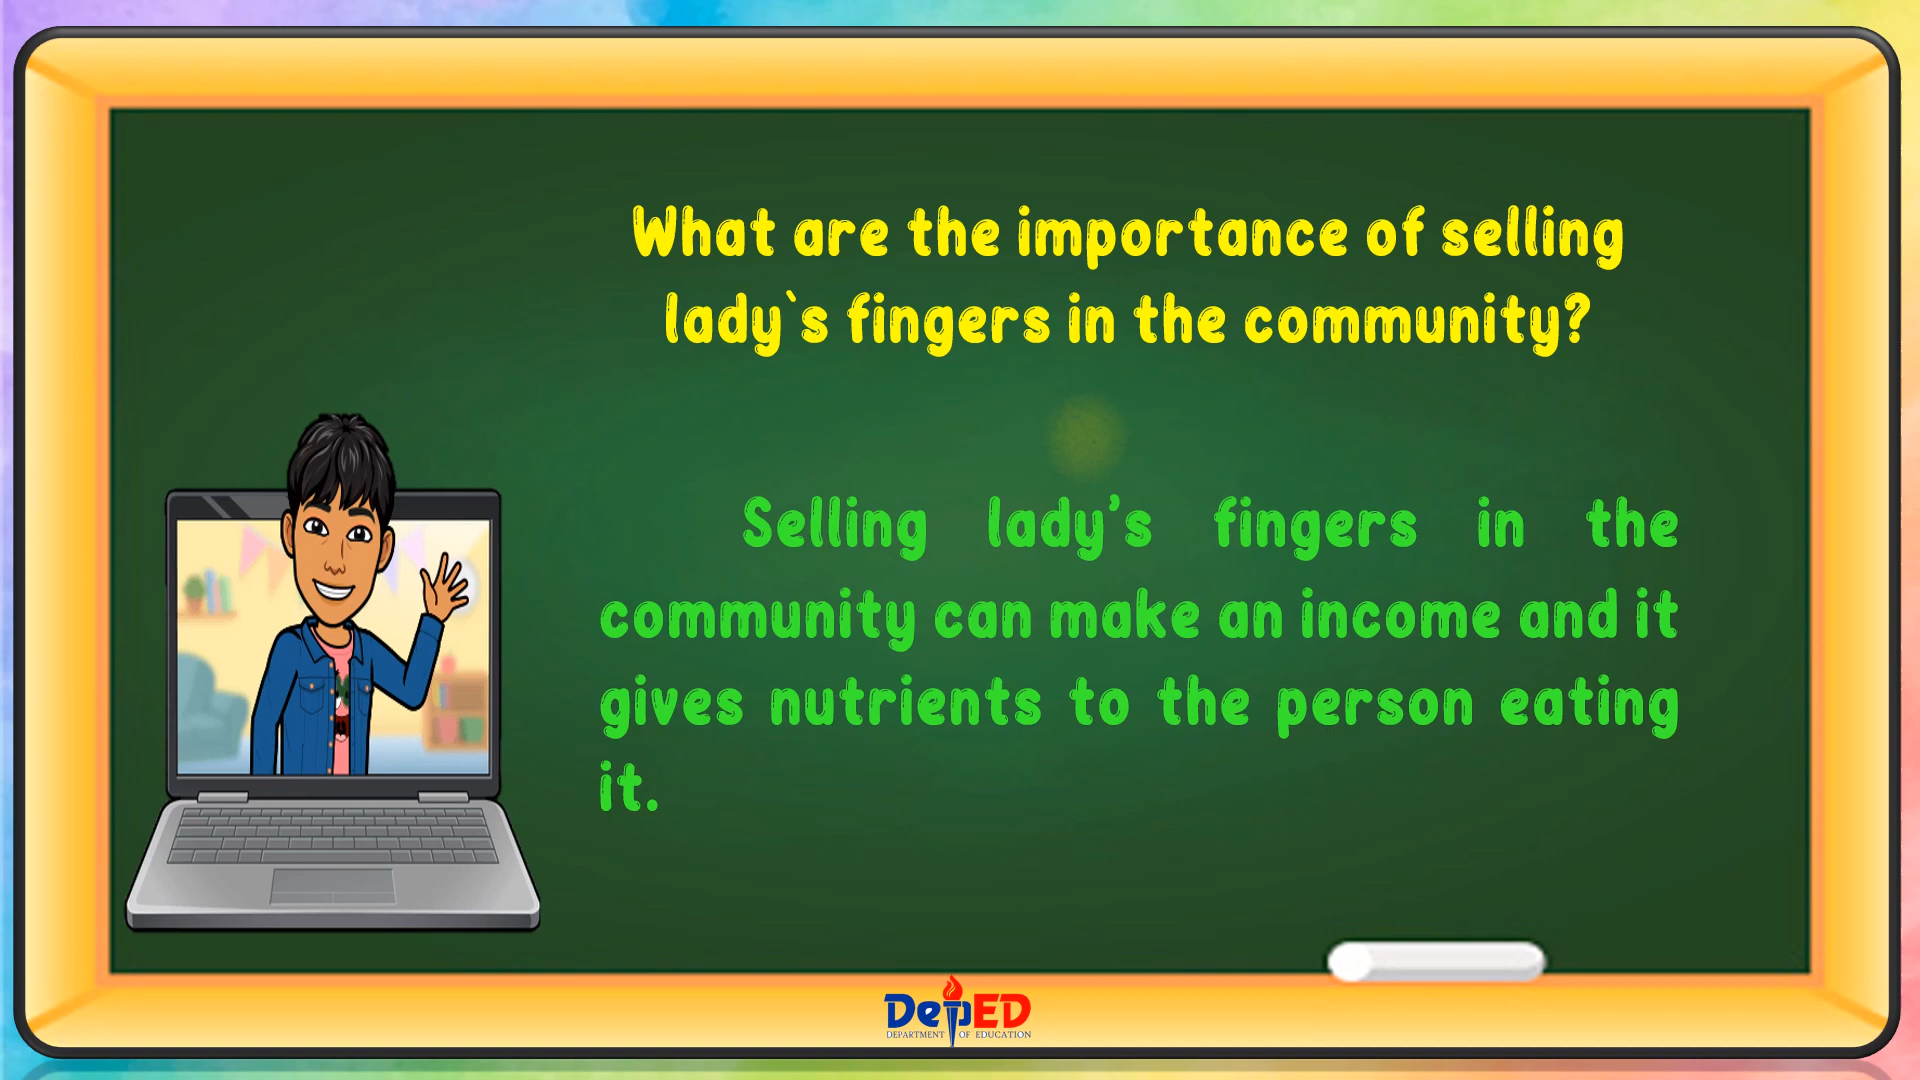 What are the importance of selling
lady`s fingers in the community?
Selling lady’s fingers in the
community can make an income and it
gives nutrients to the person eating
it.
DepED
DEPARTMENT OF EDUCATION